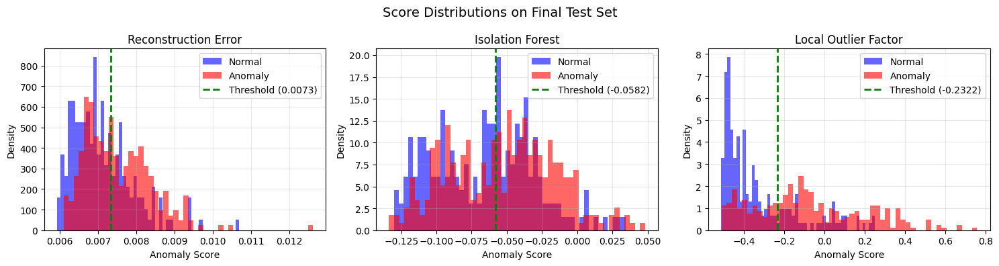 Score Distributions on Final Test Set
Reconstruction Error
Normal
Anomaly
Threshold (0.0073)
Density
800
700
600
500
400
300
200
100
0
0.006 0.007 0.008 0.009 0.010 0.011 0.012
Anomaly Score
Isolation Forest
Normal
Anomaly
Threshold (-0.0582)
Density
20.0
17.5
15.0
12.5
10.0
7.5
5.0
2.5
0.0
−0.125 −0.100 −0.075 −0.050 −0.025 0.000 0.025 0.050
Anomaly Score
Local Outlier Factor
Normal
Anomaly
Threshold (-0.2322)
Density
8
7
6
5
4
3
2
1
0
−0.4 −0.2 0.0 0.2 0.4 0.6 0.8
Anomaly Score